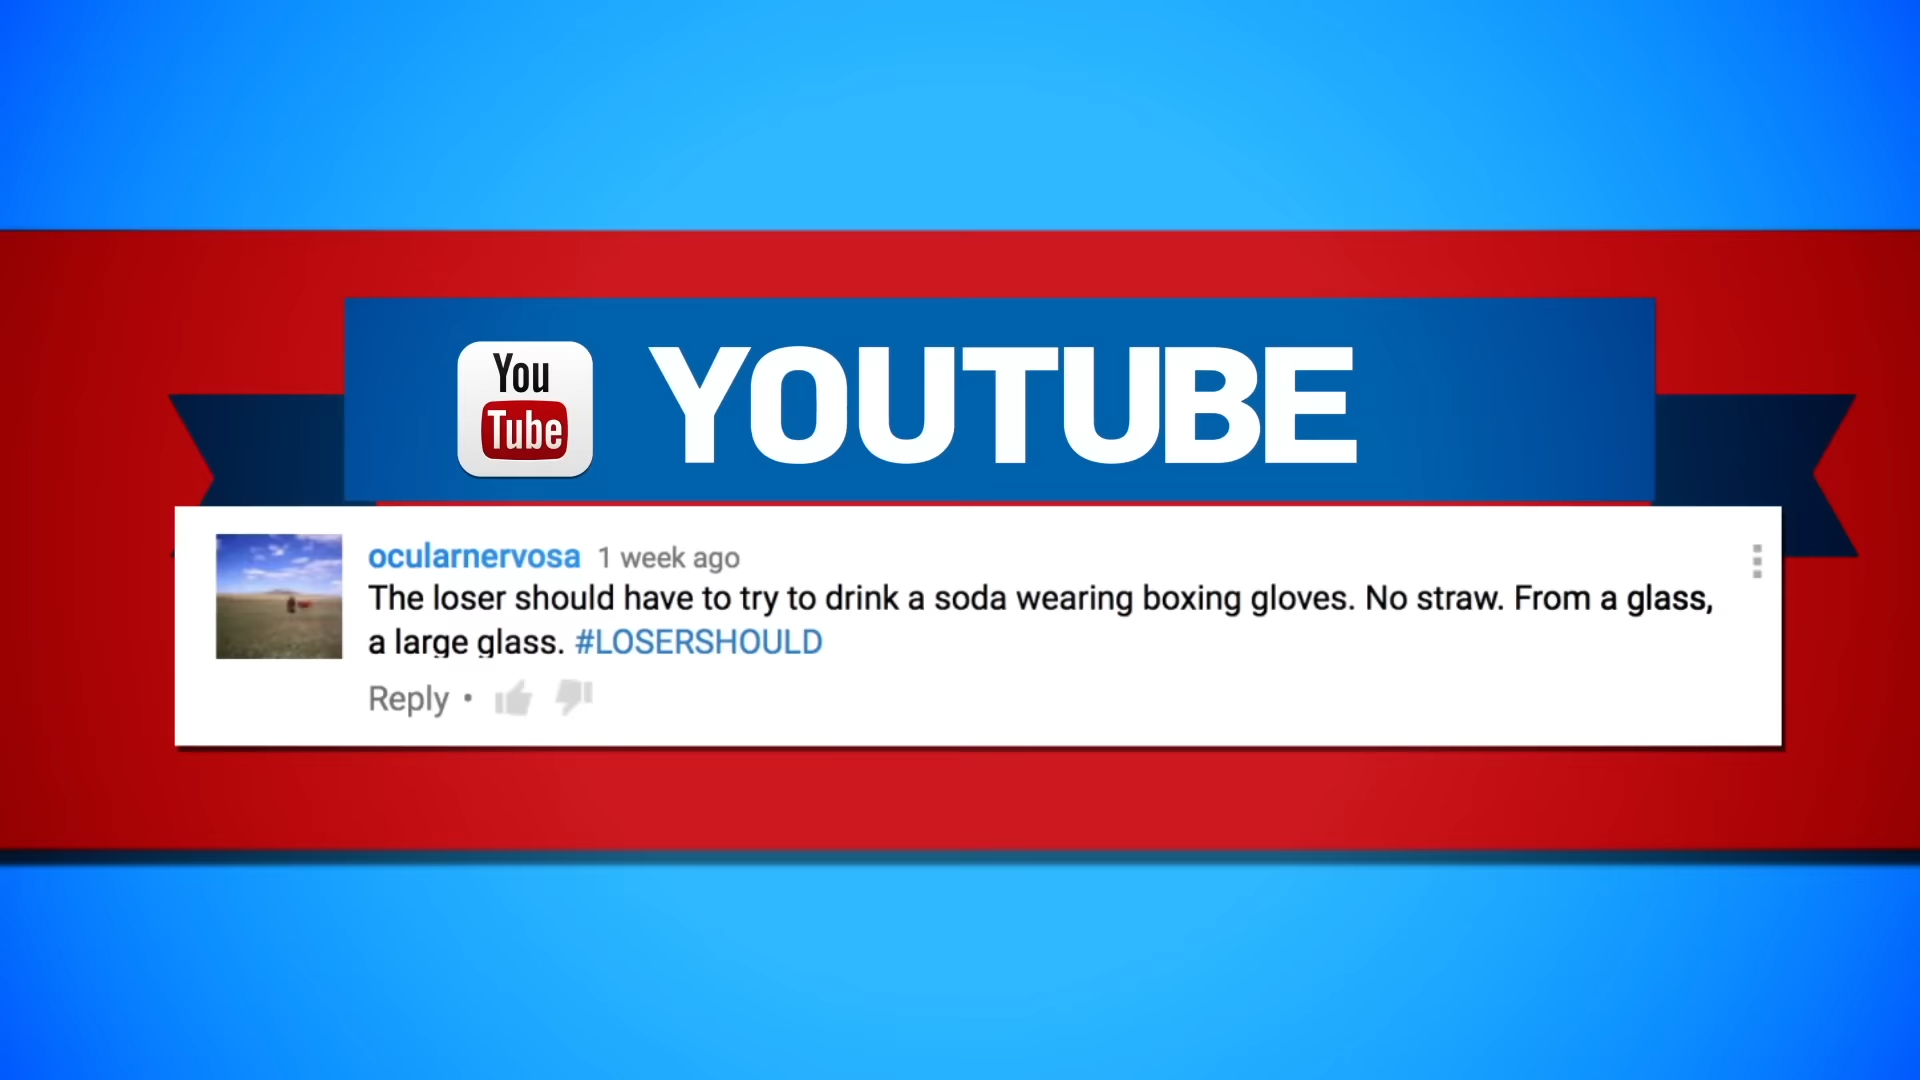 You
Tube
YOUTUBE
ocularnervosa 1 week ago
The loser should have to try to drink a soda wearing boxing gloves. No straw. From a glass,
a large glass. #LOSERSHOULD
Reply •